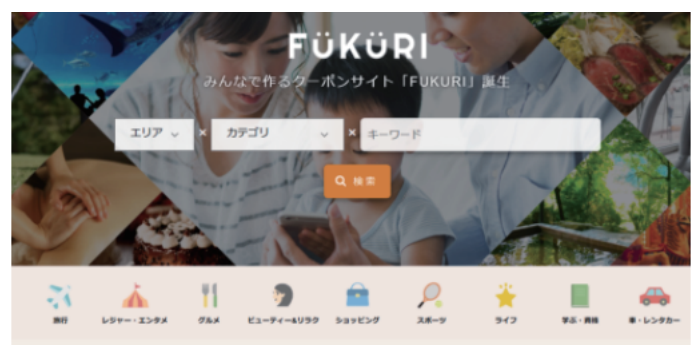 FÜKÜRI
みんなで作るクーポンサイト「FUKURI」誕生
エリア × カテゴリ × キーワード
検索
旅行 レジャー・エンタメ グルメ ビューティー&リラク ショッピング スポーツ ライフ 学ぶ・資格 車・レンタカー